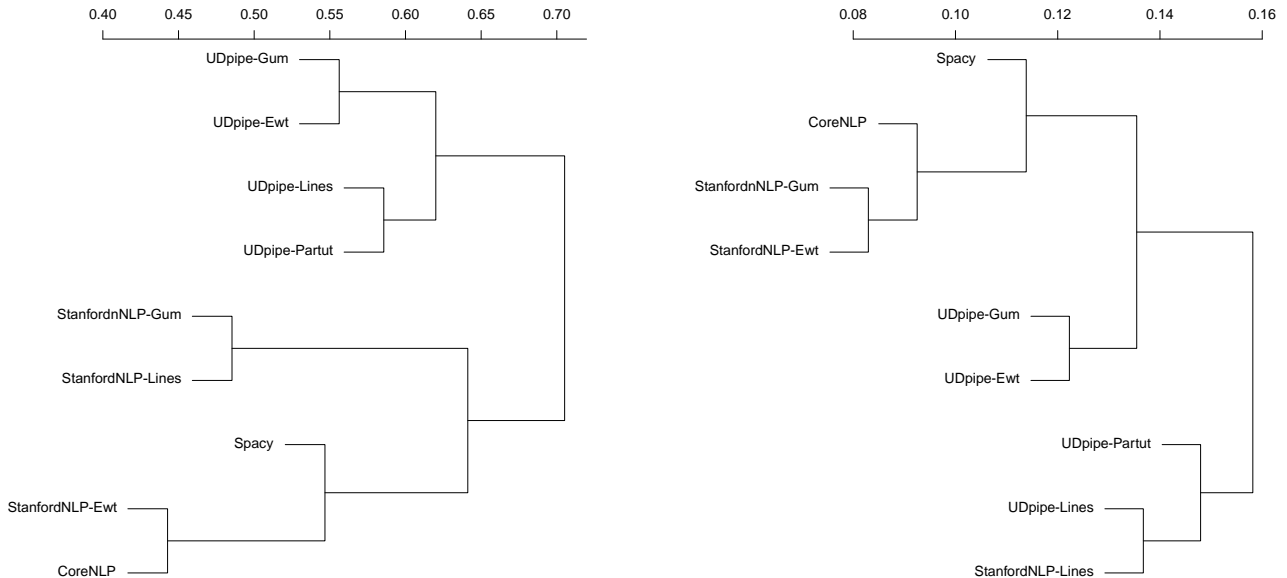 0.40 0.45 0.50 0.55 0.60 0.65 0.70
UDpipe-Gum
UDpipe-Ewt
UDpipe-Lines
UDpipe-Partut
StanfordnNLP-Gum
StanfordNLP-Lines
Spacy
StanfordNLP-Ewt
CoreNLP
0.08 0.10 0.12 0.14 0.16
Spacy
CoreNLP
StanfordnNLP-Gum
StanfordNLP-Ewt
UDpipe-Gum
UDpipe-Ewt
UDpipe-Partut
UDpipe-Lines
StanfordNLP-Lines